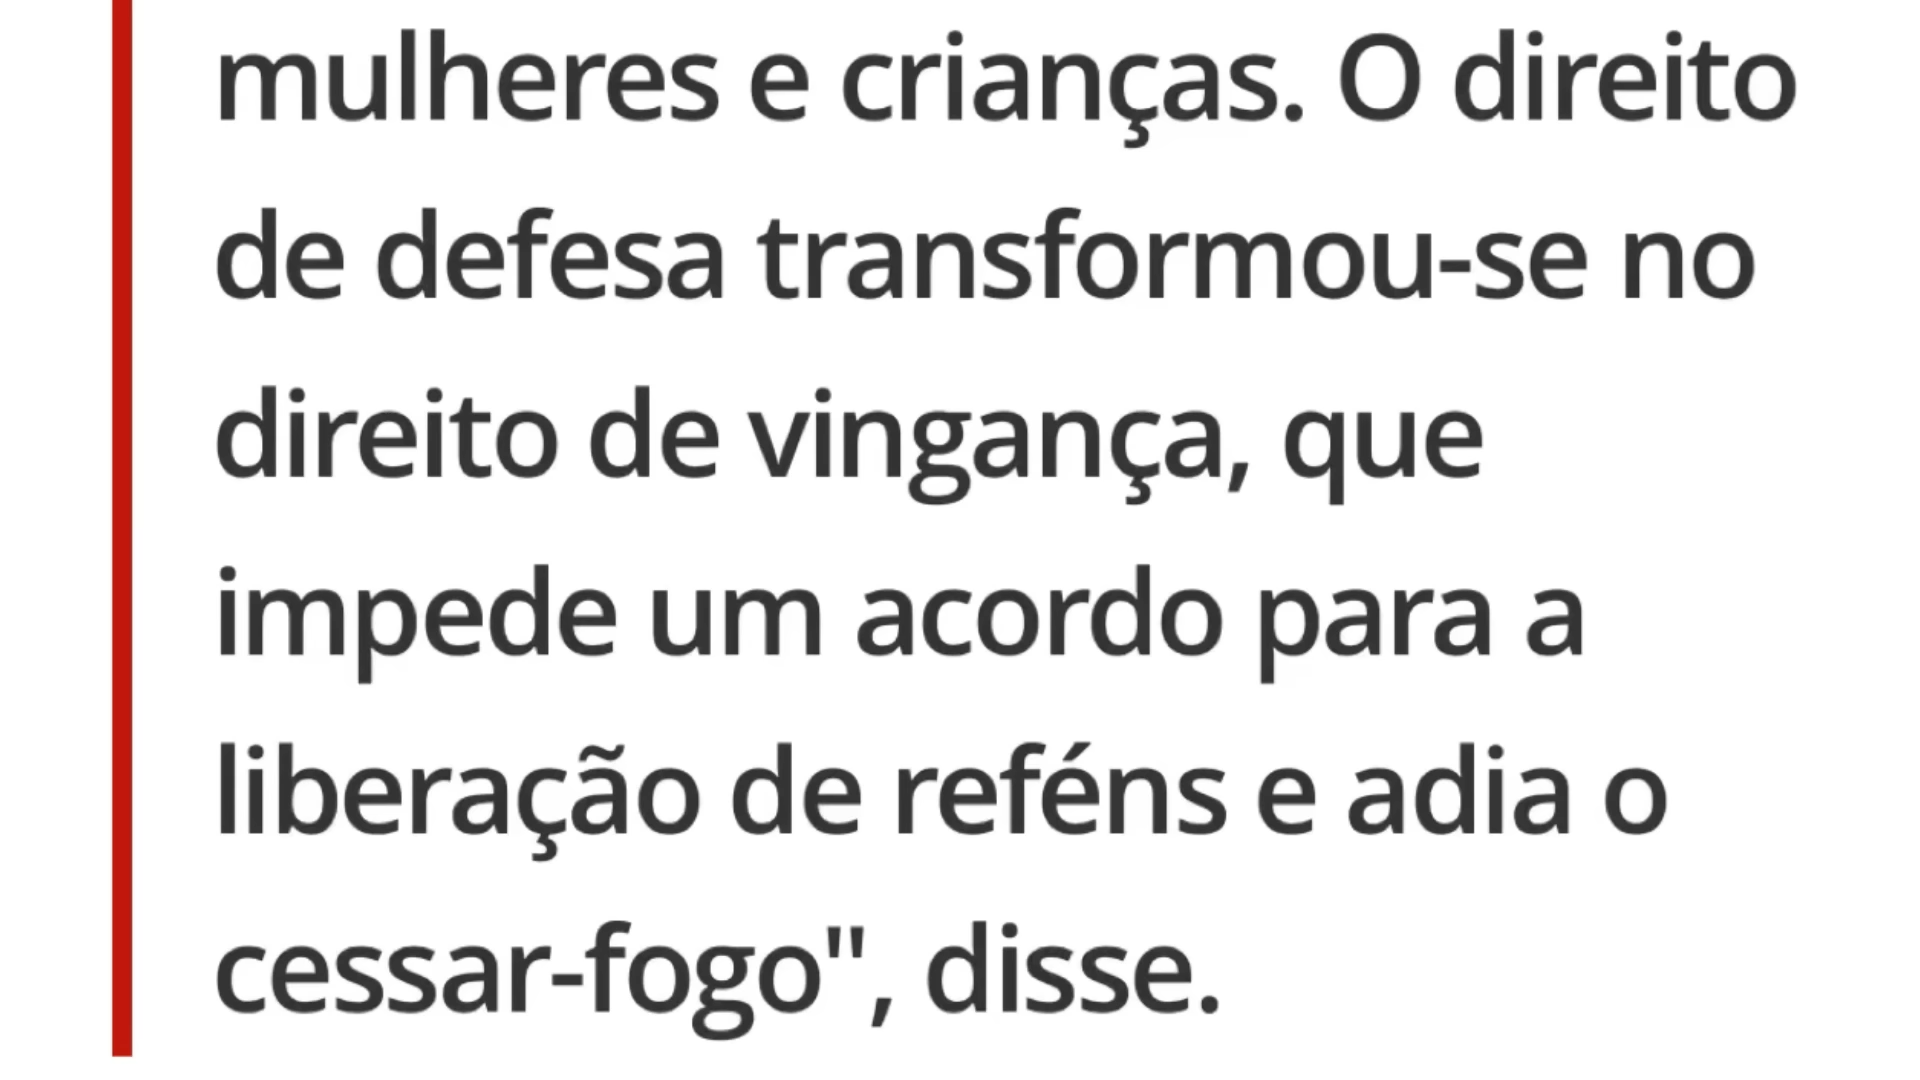 mulheres e crianças. O direito
de defesa transformou-se no
direito de vingança, que
impede um acordo para a
liberação de reféns e adia o
cessar-fogo", disse.